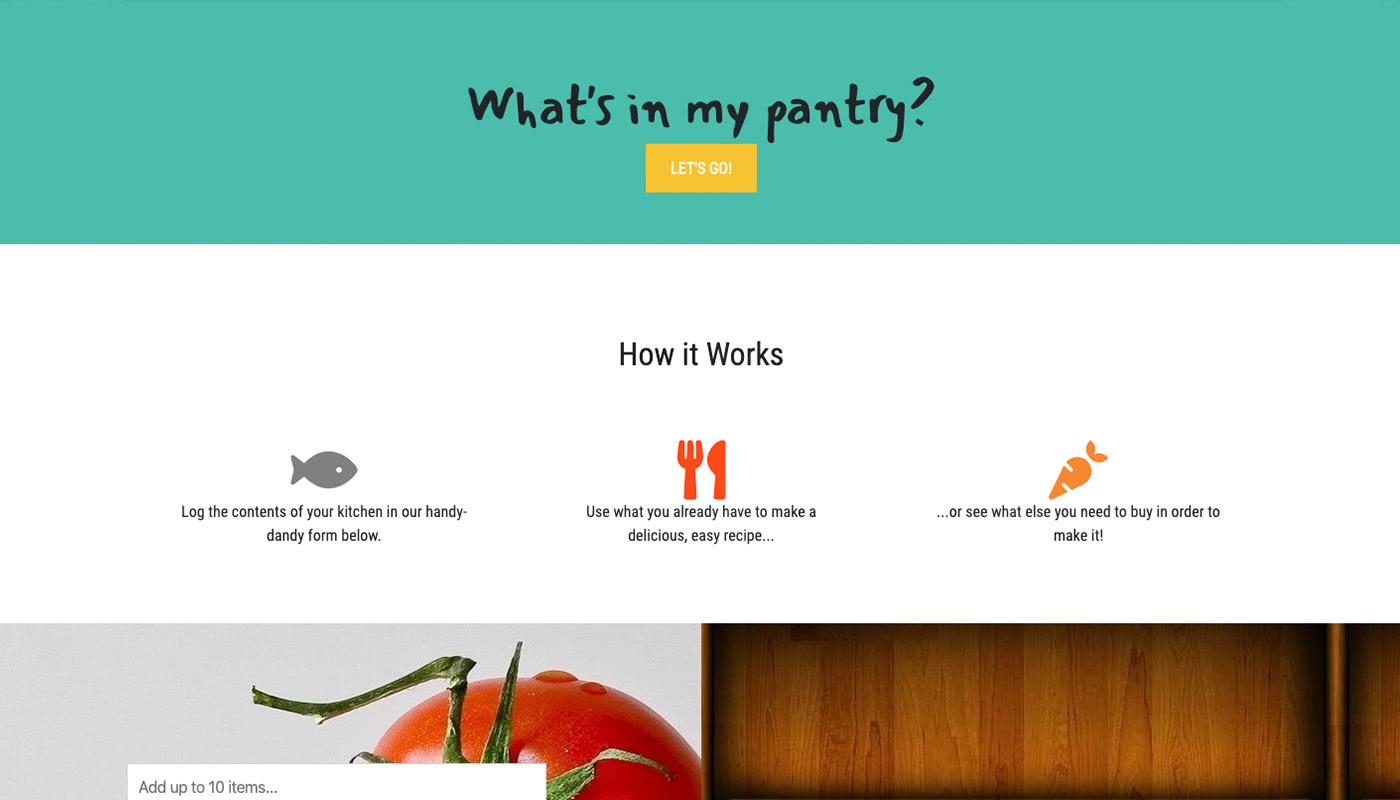 What's in my pantry?
LET'S GO!
How it Works
Log the contents of your kitchen in our handy-
dandy form below.
Use what you already have to make a
delicious, easy recipe...
...or see what else you need to buy in order to
make it!
Add up to 10 items...